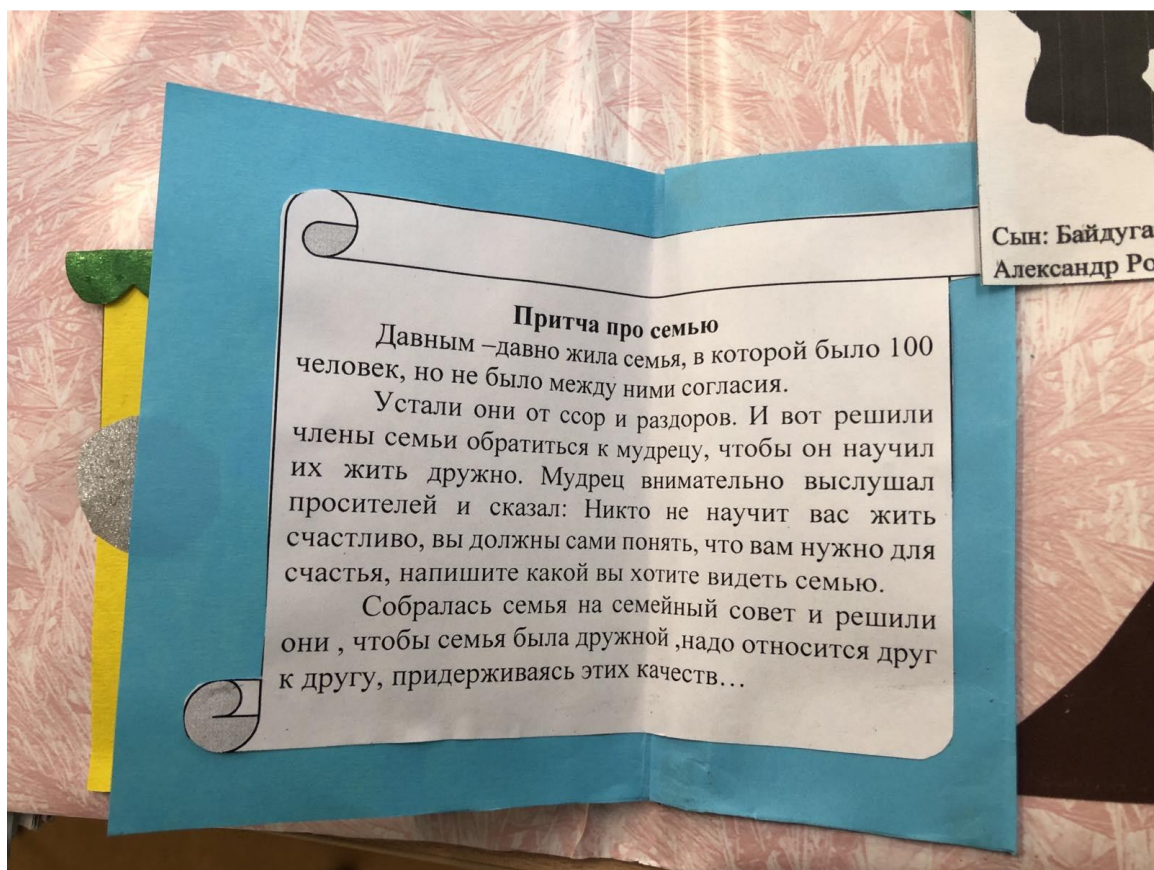 Притча про семью
Давным –давно жила семья, в которой было 100
человек, но не было между ними согласия.
Устали они от ссор и раздоров. И вот решили
члены семьи обратиться к мудрецу, чтобы он научил
их жить дружно. Мудрец внимательно выслушал
просителей и сказал: Никто не научит вас жить
счастливо, вы должны сами понять, что вам нужно для
счастья, напишите какой вы хотите видеть семью.
Собралась семья на семейный совет и решили
они , чтобы семья была дружной ,надо относится друг
к другу, придерживаясь этих качеств…
Сын: Байдуга
Александр Ро